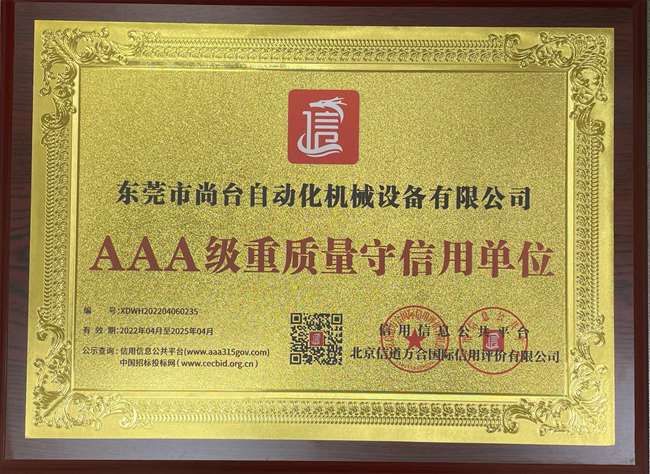 信
东莞市尚台自动化机械设备有限公司
AAA级重质量守信用单位
编 号:XDWH202204060235
有 效 期:2022年04月至2025年04月
公示查询:信用信息公共平台(www.aaa315gov.com)
中国招标投标网(www.cecbid.org.cn)
信用信息公共平台
北京信道万合国际信用评价有限公司